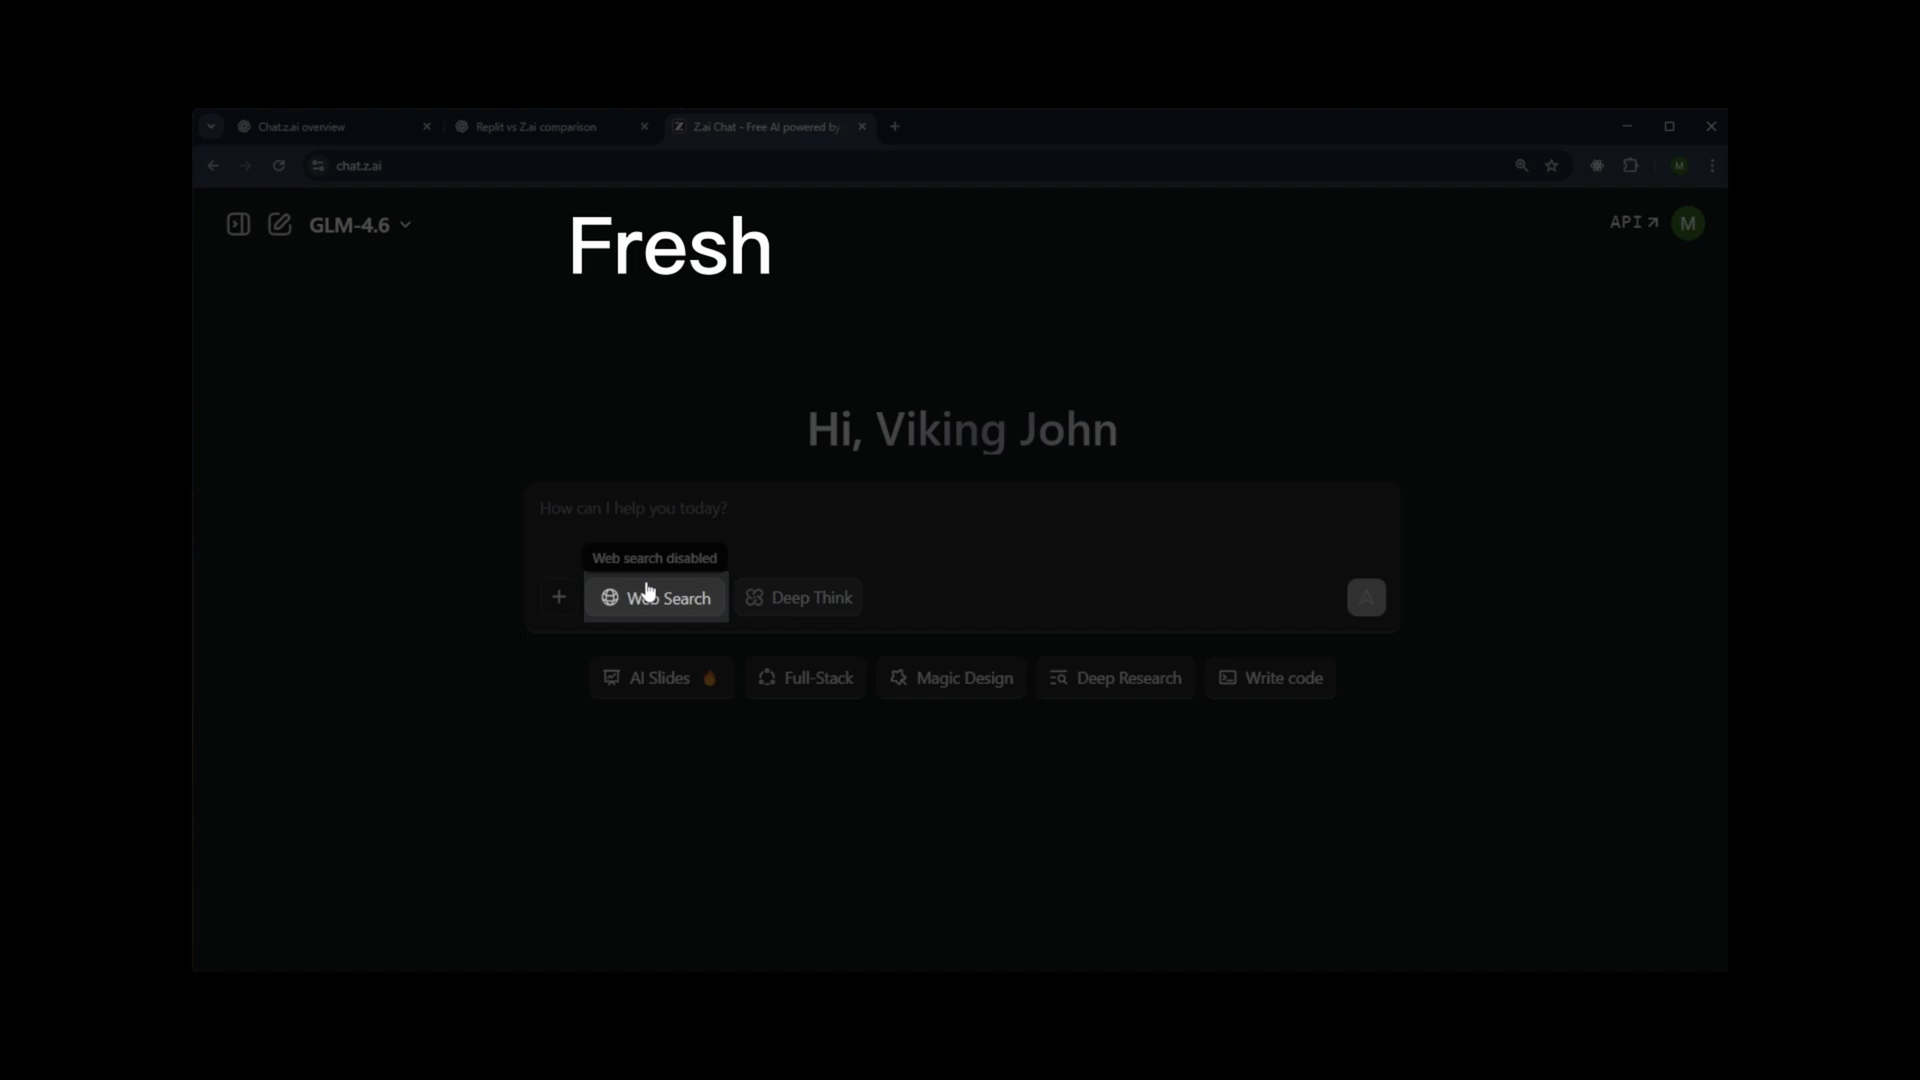 Chat.z.ai overview
Replit vs Z.ai comparison
Z.ai Chat - Free AI powered by
chat.z.ai
GLM-4.6
Fresh
API
M
M
Hi, Viking John
How can I help you today?
Web search disabled
Web Search
Deep Think
AI Slides
Full-Stack
Magic Design
Deep Research
Write code